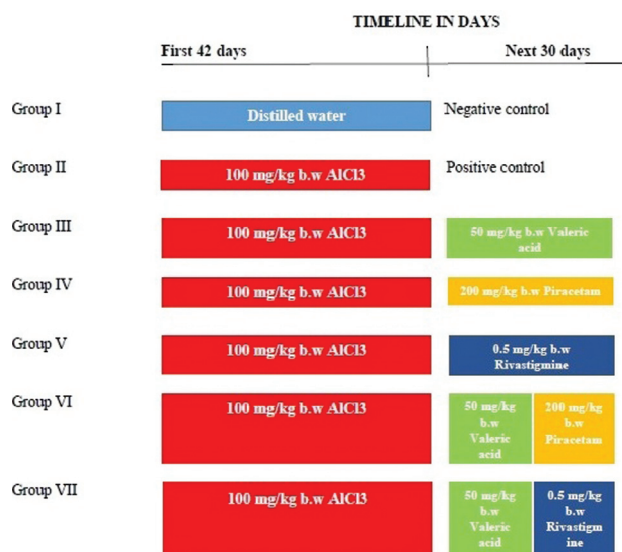 TIMELINE IN DAYS
First 42 days
Next 30 days
Group I
Distilled water
Negative control
Group II
100 mg/kg b.w AlCl3
Positive control
Group III
100 mg/kg b.w AlCl3
50 mg/kg b.w Valeric
acid
Group IV
100 mg/kg b.w AlCl3
200 mg/kg b.w Piracetam
Group V
100 mg/kg b.w AlCl3
0.5 mg/kg b.w
Rivastigmine
Group VI
100 mg/kg b.w AlCl3
50 mg/kg
b.w
Valeric
acid
200 mg/kg
b.w
Piracetam
Group VII
100 mg/kg b.w AlCl3
50 mg/kg
b.w
Valeric
acid
0.5 mg/kg
b.w
Rivastigm
ine